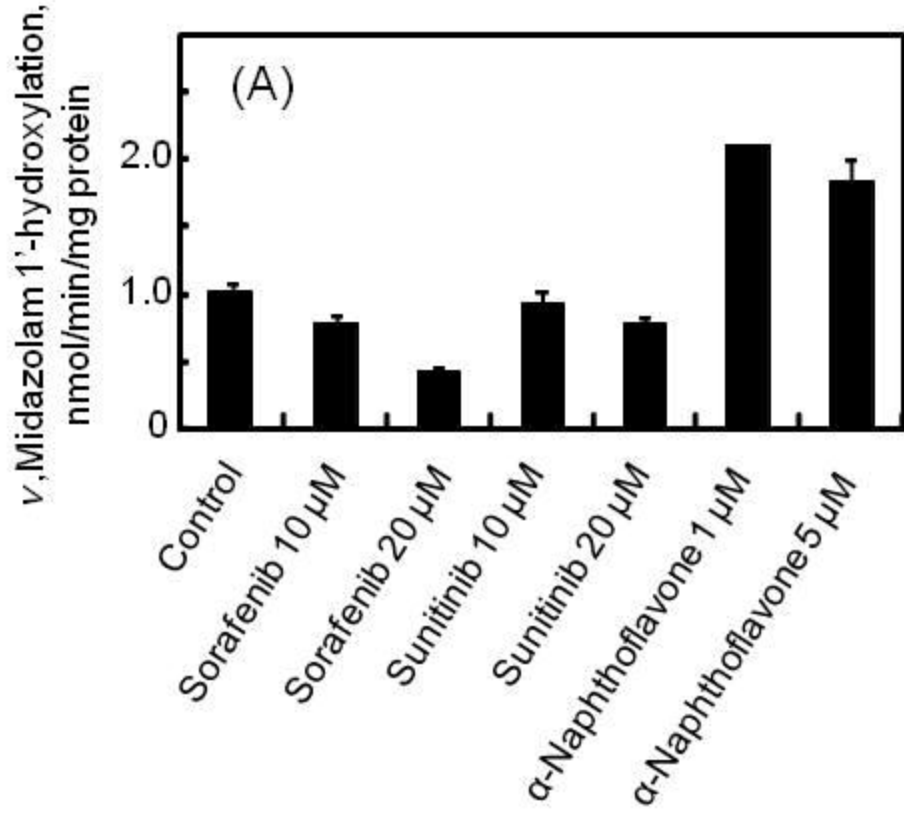 ν,Midazolam 1’-hydroxylation,
nmol/min/mg protein
(A)
2.0
1.0
0
Control
Sorafenib 10 μM
Sorafenib 20 μM
Sunitinib 10 μM
Sunitinib 20 μM
α-Naphthoflavone 1 μM
α-Naphthoflavone 5 μM